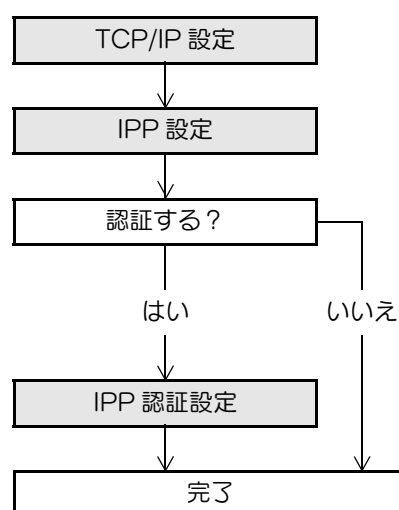 TCP/IP 設定
IPP 設定
認証する？
はい
いいえ
IPP 認証設定
完了